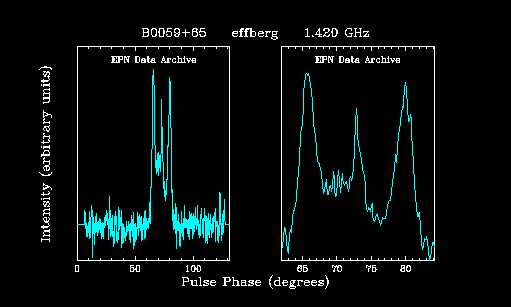 B0059+65 effberg 1.420 GHz
EPN Data Archive
EPN Data Archive
Intensity (arbitrary units)
0 50 100
65 70 75 80
Pulse Phase (degrees)